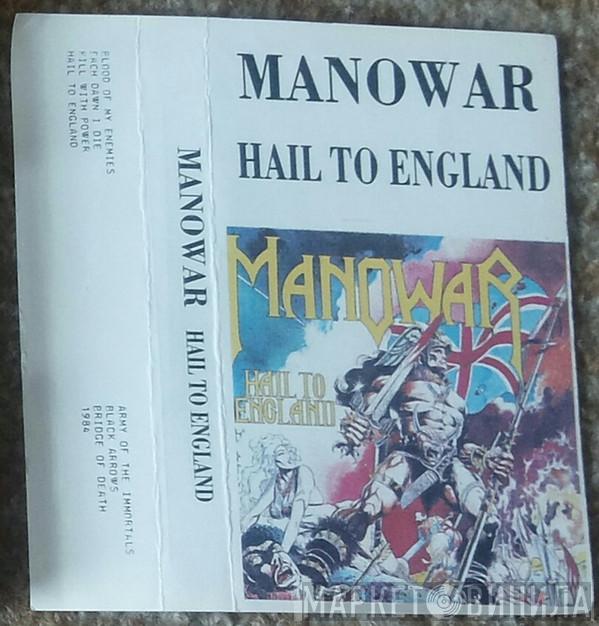 MANOWAR
HAIL TO ENGLAND
MANOWAR
HAIL TO
ENGLAND
MANOWAR HAIL TO ENGLAND
BLOOD OF MY ENEMIES
EACH DAWN I DIE
KILL WITH POWER
HAIL TO ENGLAND
ARMY OF THE IMMORTALS
BLACK ARROWS
BRIDGE OF DEATH
1984
МАРКЕТ ВИНИЛА